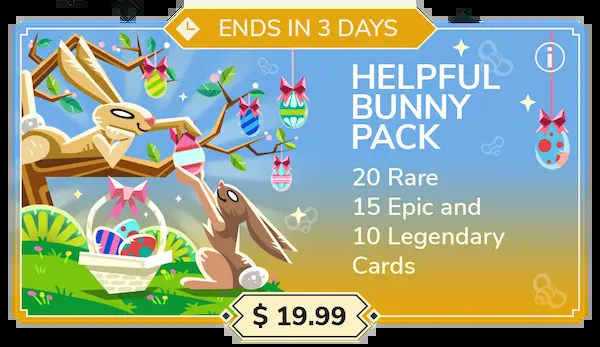 ENDS IN 3 DAYS
i
HELPFUL
BUNNY
PACK
20 Rare
15 Epic and
10 Legendary
Cards
$ 19.99